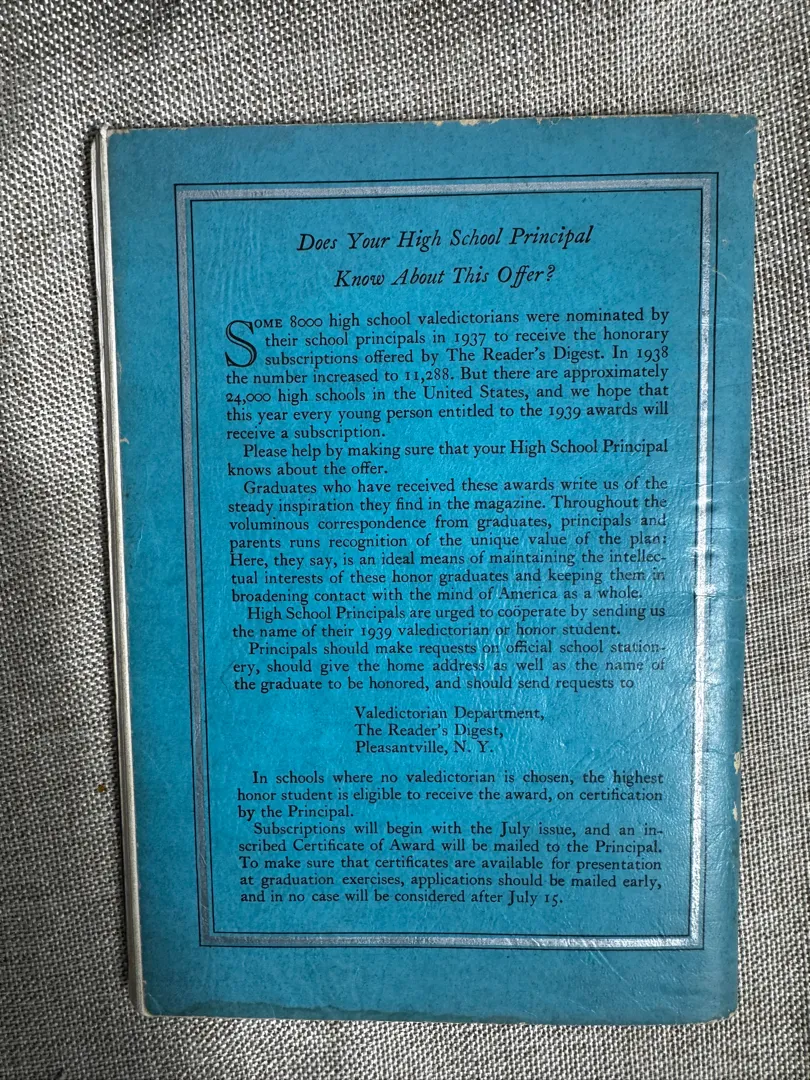 Does Your High School Principal
Know About This Offer?
SOME 8000 high school valedictorians were nominated by
their school principals in 1937 to receive the honorary
subscriptions offered by The Reader's Digest. In 1938
the number increased to 11,288. But there are approximately
24,000 high schools in the United States, and we hope that
this year every young person entitled to the 1939 awards will
receive a subscription.
Please help by making sure that your High School Principal
knows about the offer.
Graduates who have received these awards write us of the
steady inspiration they find in the magazine. Throughout the
voluminous correspondence from graduates, principals and
parents runs recognition of the unique value of the plan:
Here, they say, is an ideal means of maintaining the intellec-
tual interests of these honor graduates and keeping them in
broadening contact with the mind of America as a whole.
High School Principals are urged to coöperate by sending us
the name of their 1939 valedictorian or honor student.
Principals should make requests on official school station-
ery, should give the home address as well as the name of
the graduate to be honored, and should send requests to
Valedictorian Department,
The Reader's Digest,
Pleasantville, N. Y.
In schools where no valedictorian is chosen, the highest
honor student is eligible to receive the award, on certification
by the Principal.
Subscriptions will begin with the July issue, and an in-
scribed Certificate of Award will be mailed to the Principal.
To make sure that certificates are available for presentation
at graduation exercises, applications should be mailed early,
and in no case will be considered after July 15.